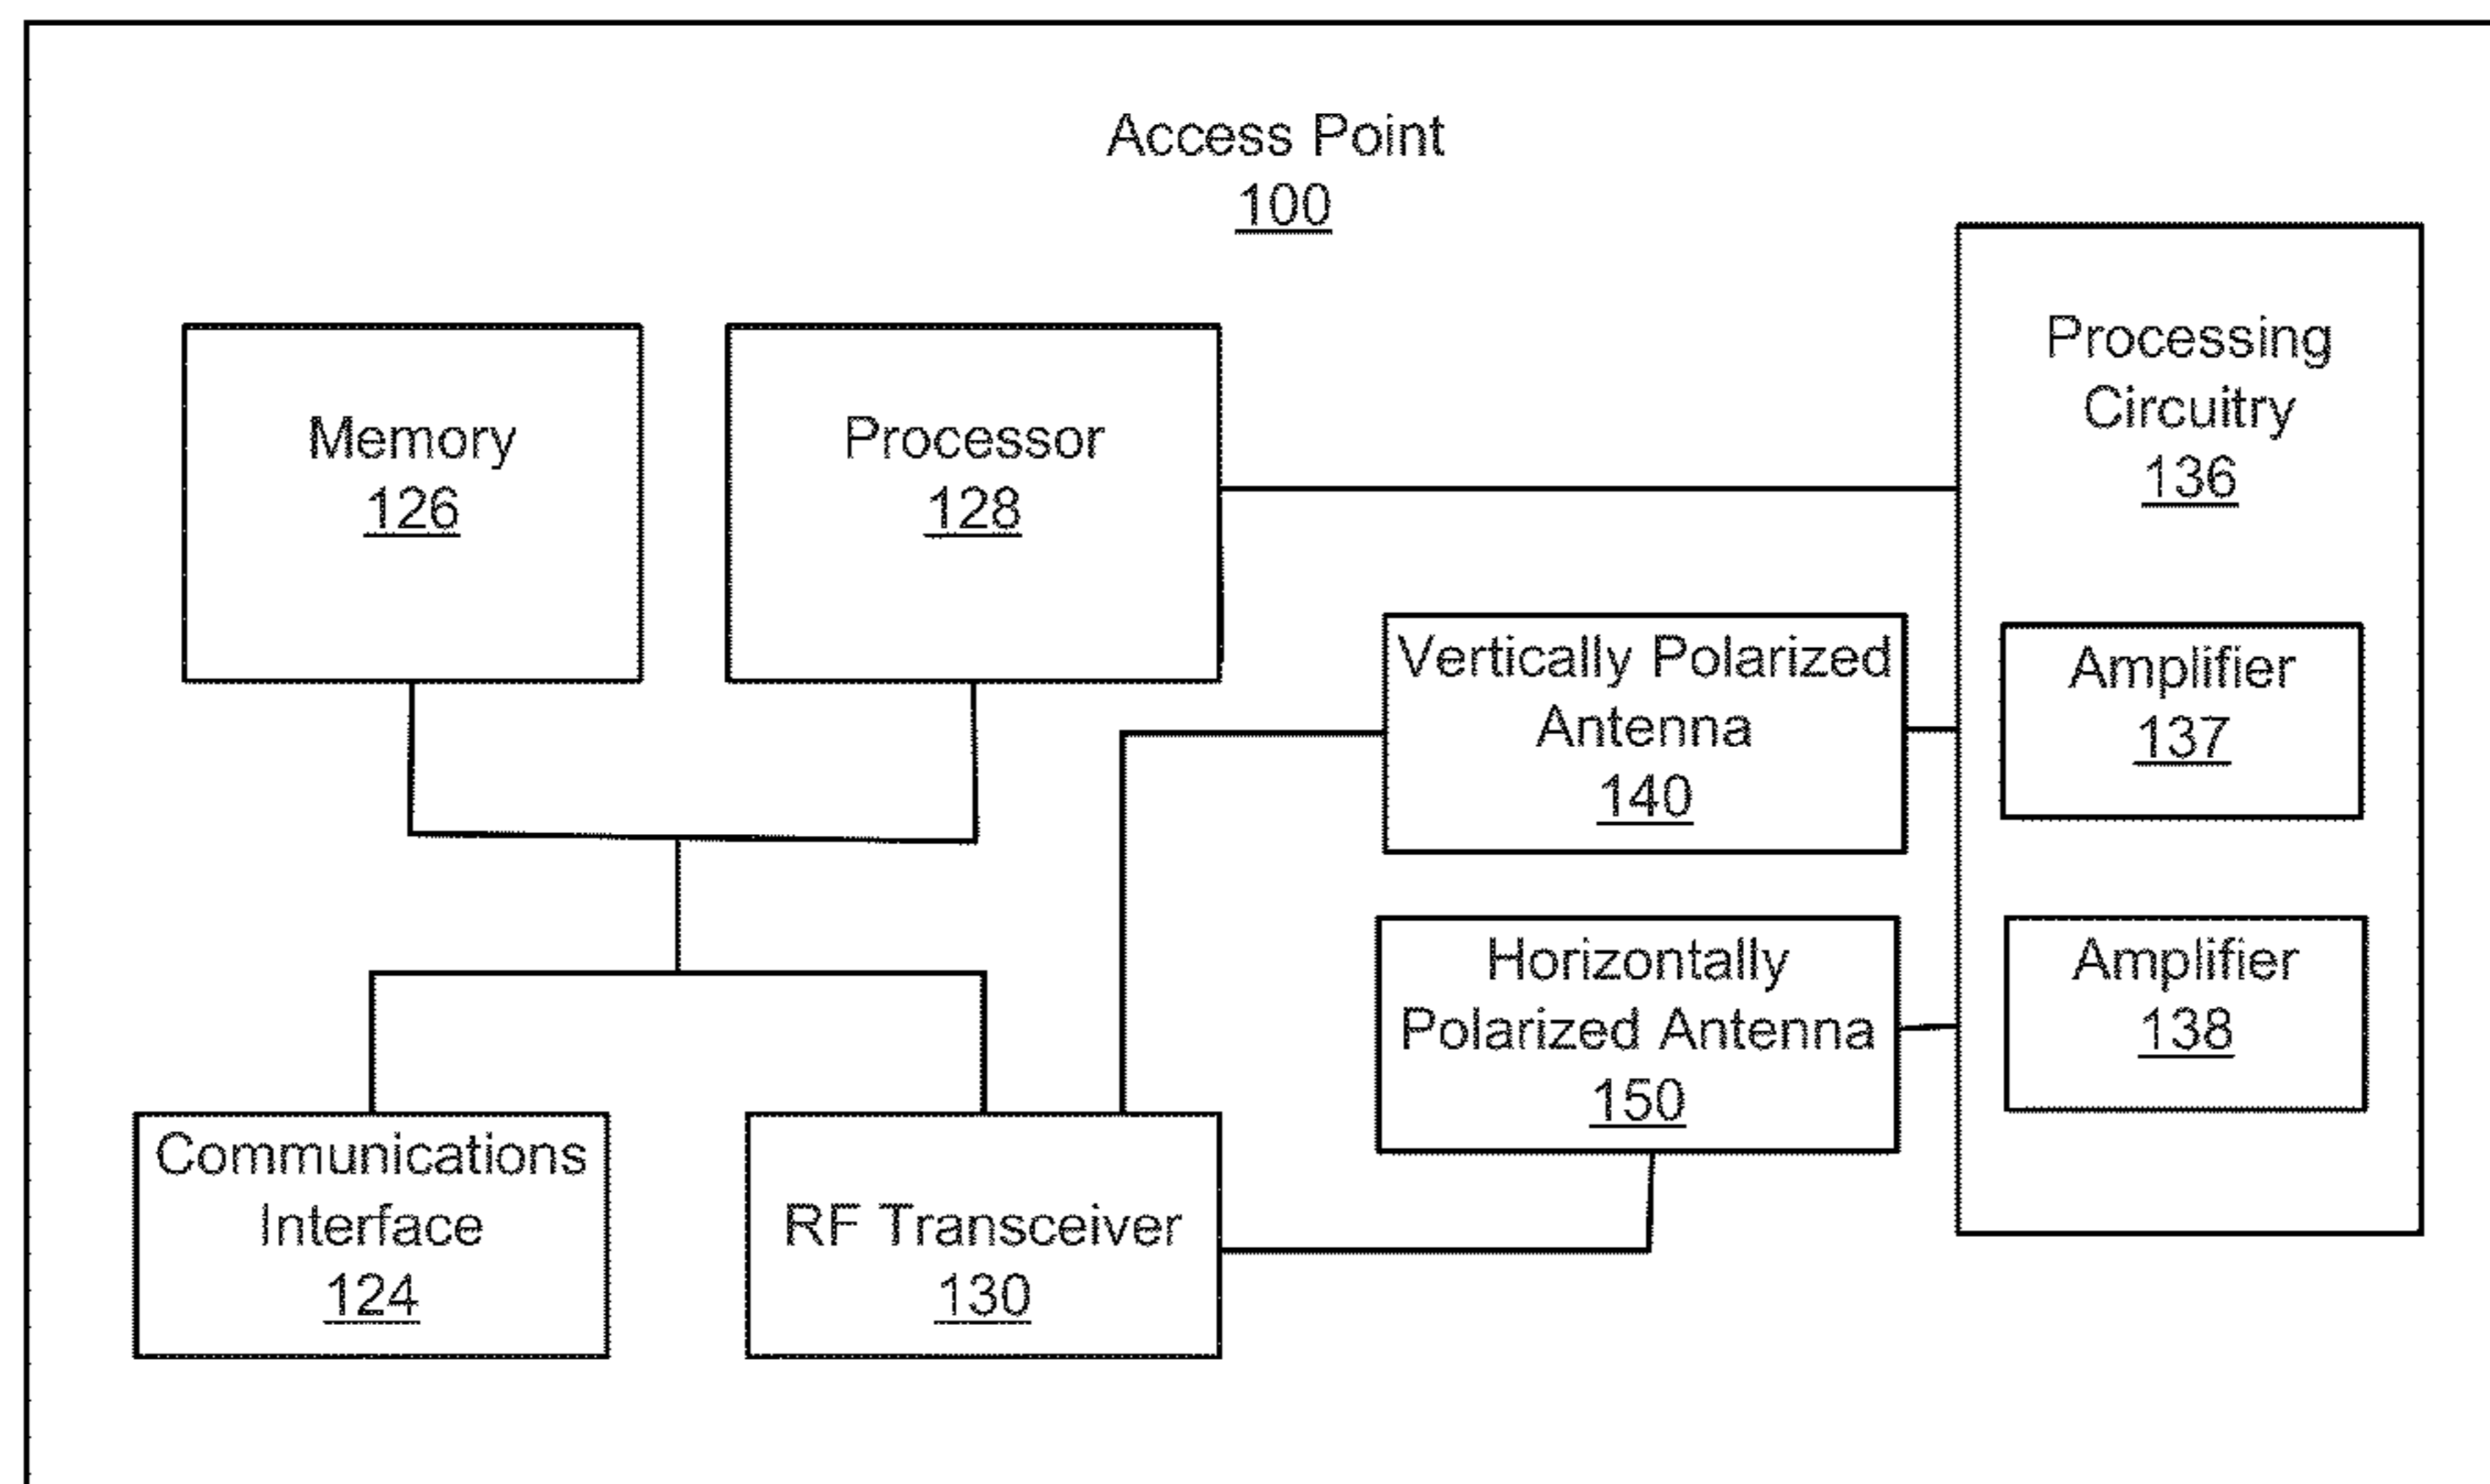 Access Point
100
Memory
126
Processor
128
Processing
Circuitry
136
Vertically Polarized
Antenna
140
Amplifier
137
Horizontally
Polarized Antenna
150
Amplifier
138
Communications
Interface
124
RF Transceiver
130